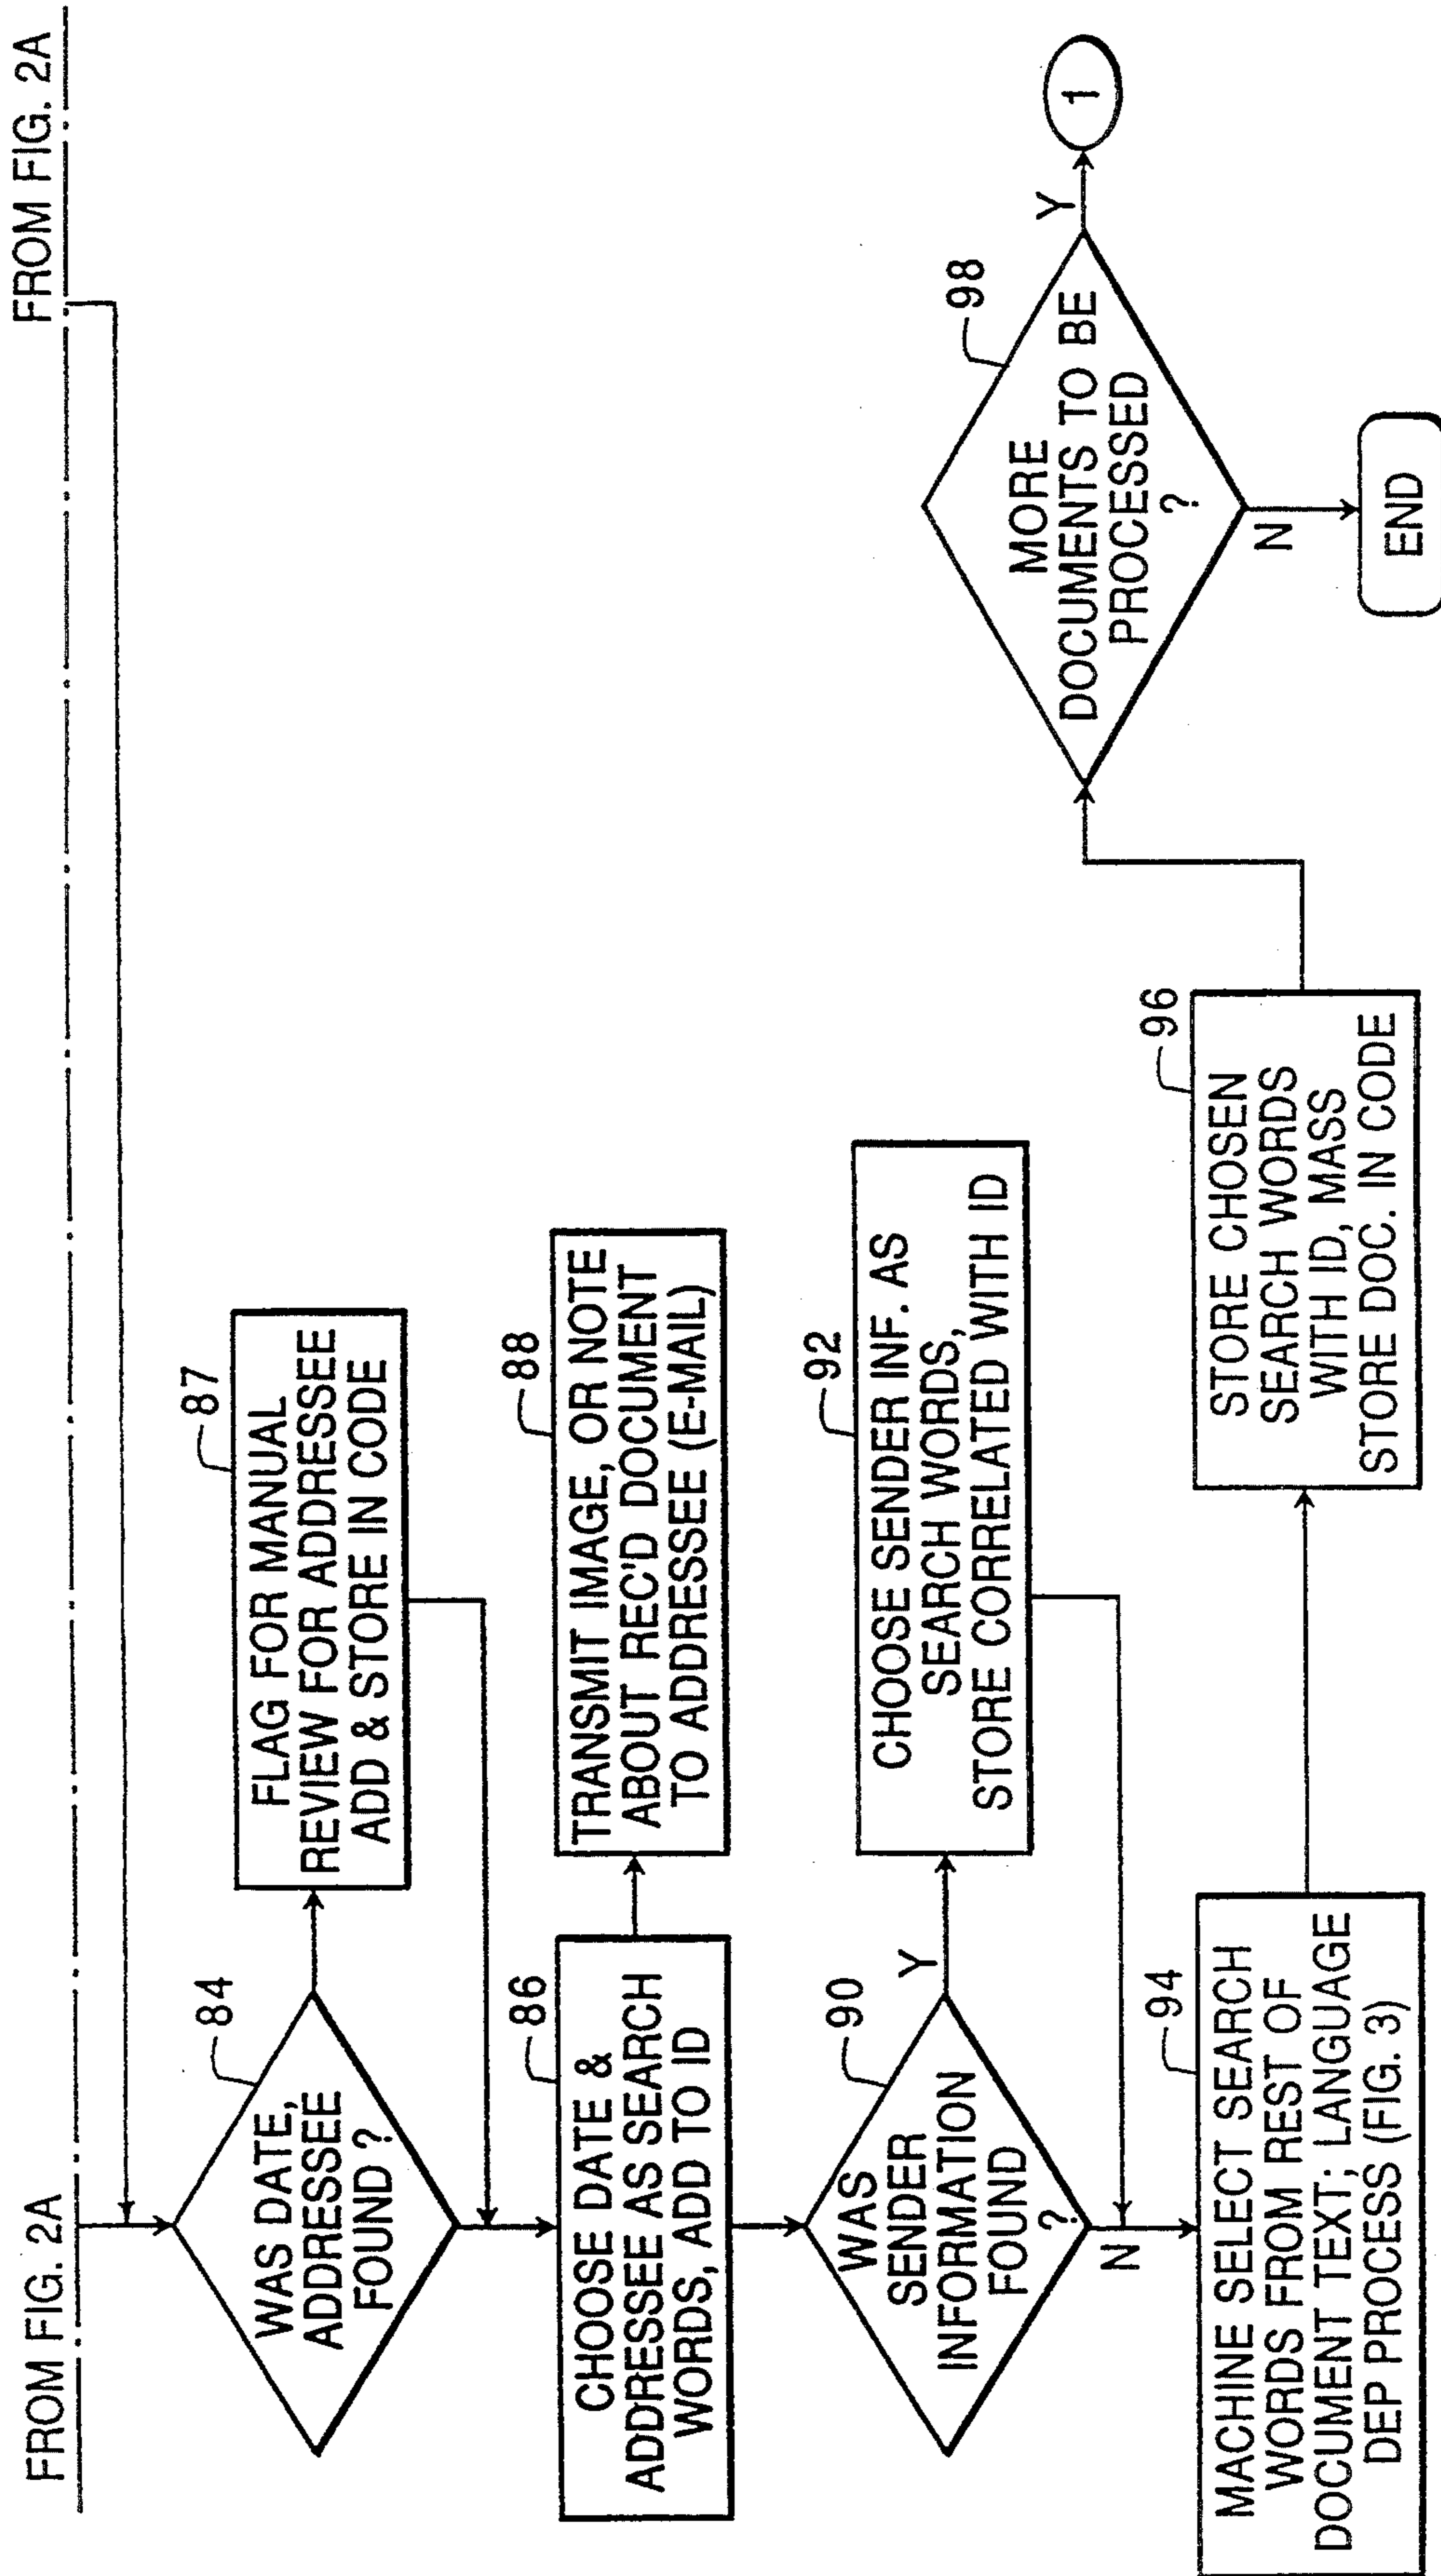 FROM FIG. 2A
FROM FIG. 2A
84
WAS DATE,
ADDRESSEE
FOUND ?
87
FLAG FOR MANUAL
REVIEW FOR ADDRESSEE
ADD & STORE IN CODE
86
CHOOSE DATE &
ADDRESSEE AS SEARCH
WORDS, ADD TO ID
88
TRANSMIT IMAGE, OR NOTE
ABOUT REC'D DOCUMENT
TO ADDRESSEE (E-MAIL)
90
WAS
SENDER
INFORMATION
FOUND
?
Y
N
92
CHOOSE SENDER INF. AS
SEARCH WORDS,
STORE CORRELATED WITH ID
94
MACHINE SELECT SEARCH
WORDS FROM REST OF
DOCUMENT TEXT; LANGUAGE
DEP PROCESS (FIG. 3)
96
STORE CHOSEN
SEARCH WORDS
WITH ID, MASS
STORE DOC. IN CODE
98
MORE
DOCUMENTS TO BE
PROCESSED
?
Y
1
N
END